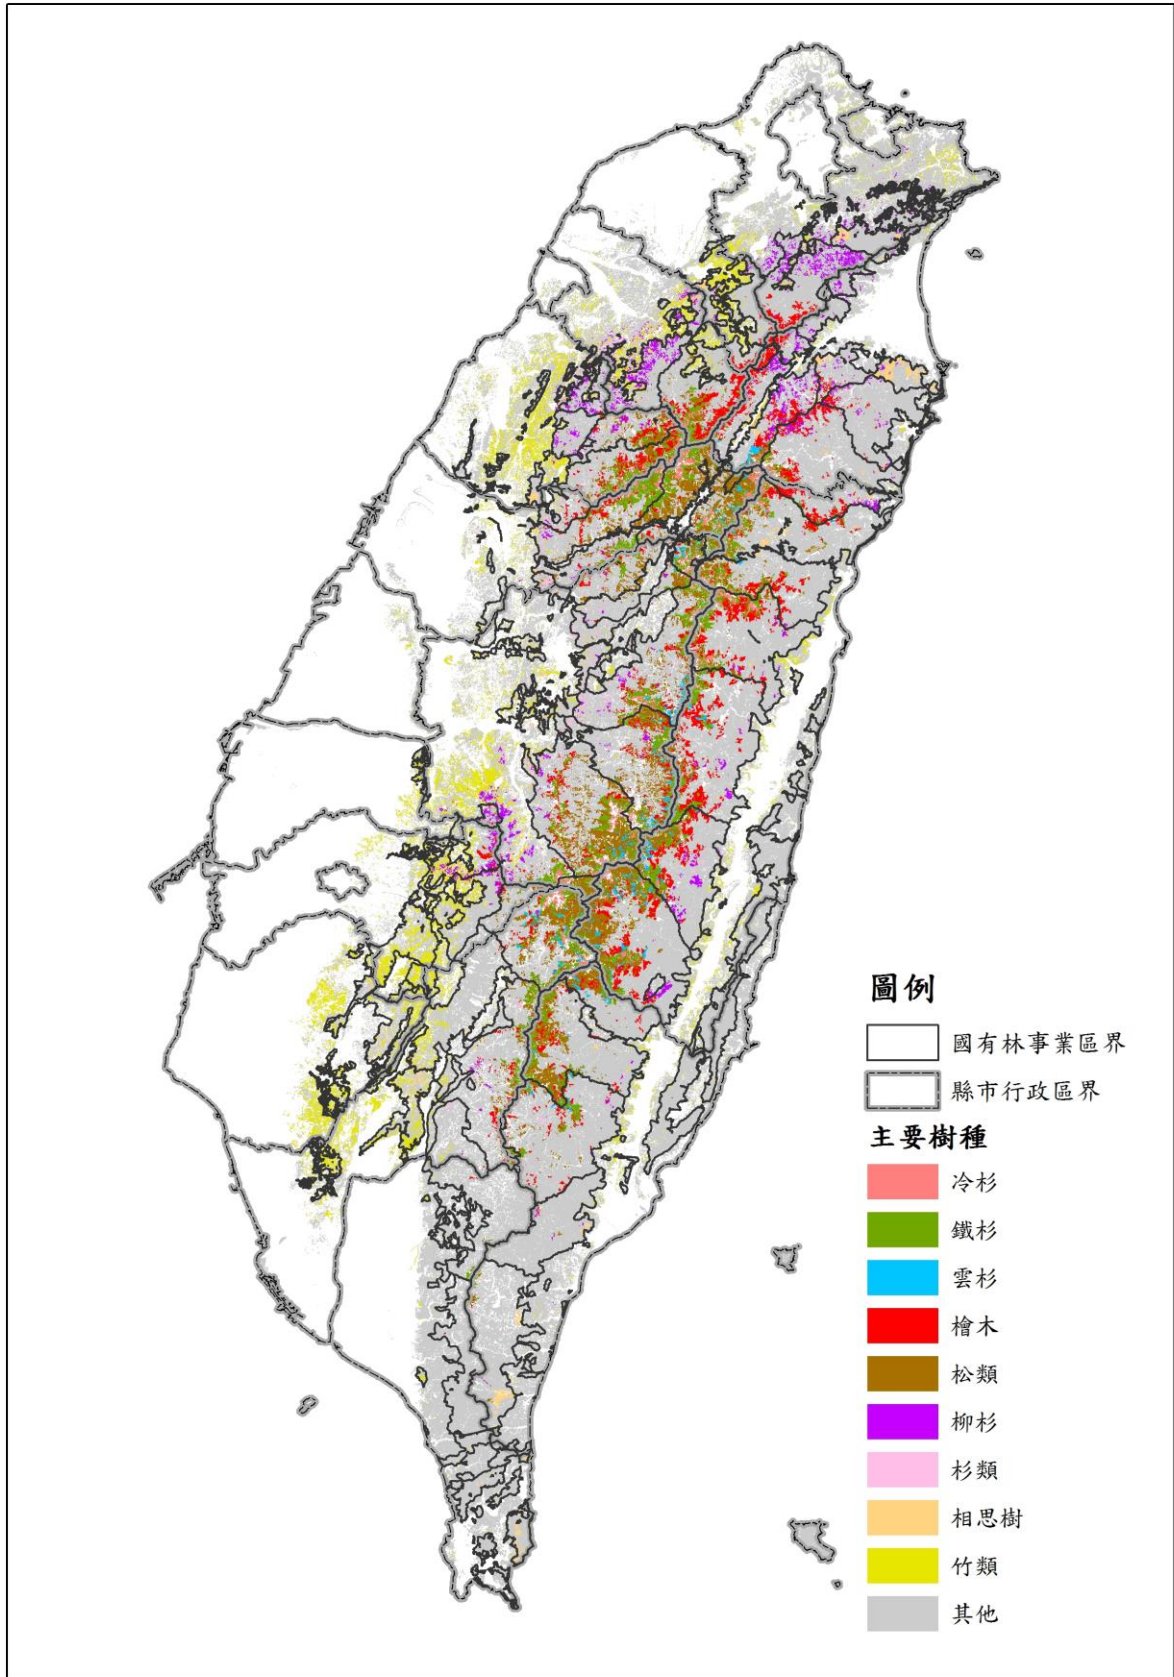 圖例
國有林事業區界
縣市行政區界
主要樹種
冷杉
鐵杉
雲杉
檜木
松類
柳杉
杉類
相思樹
竹類
其他